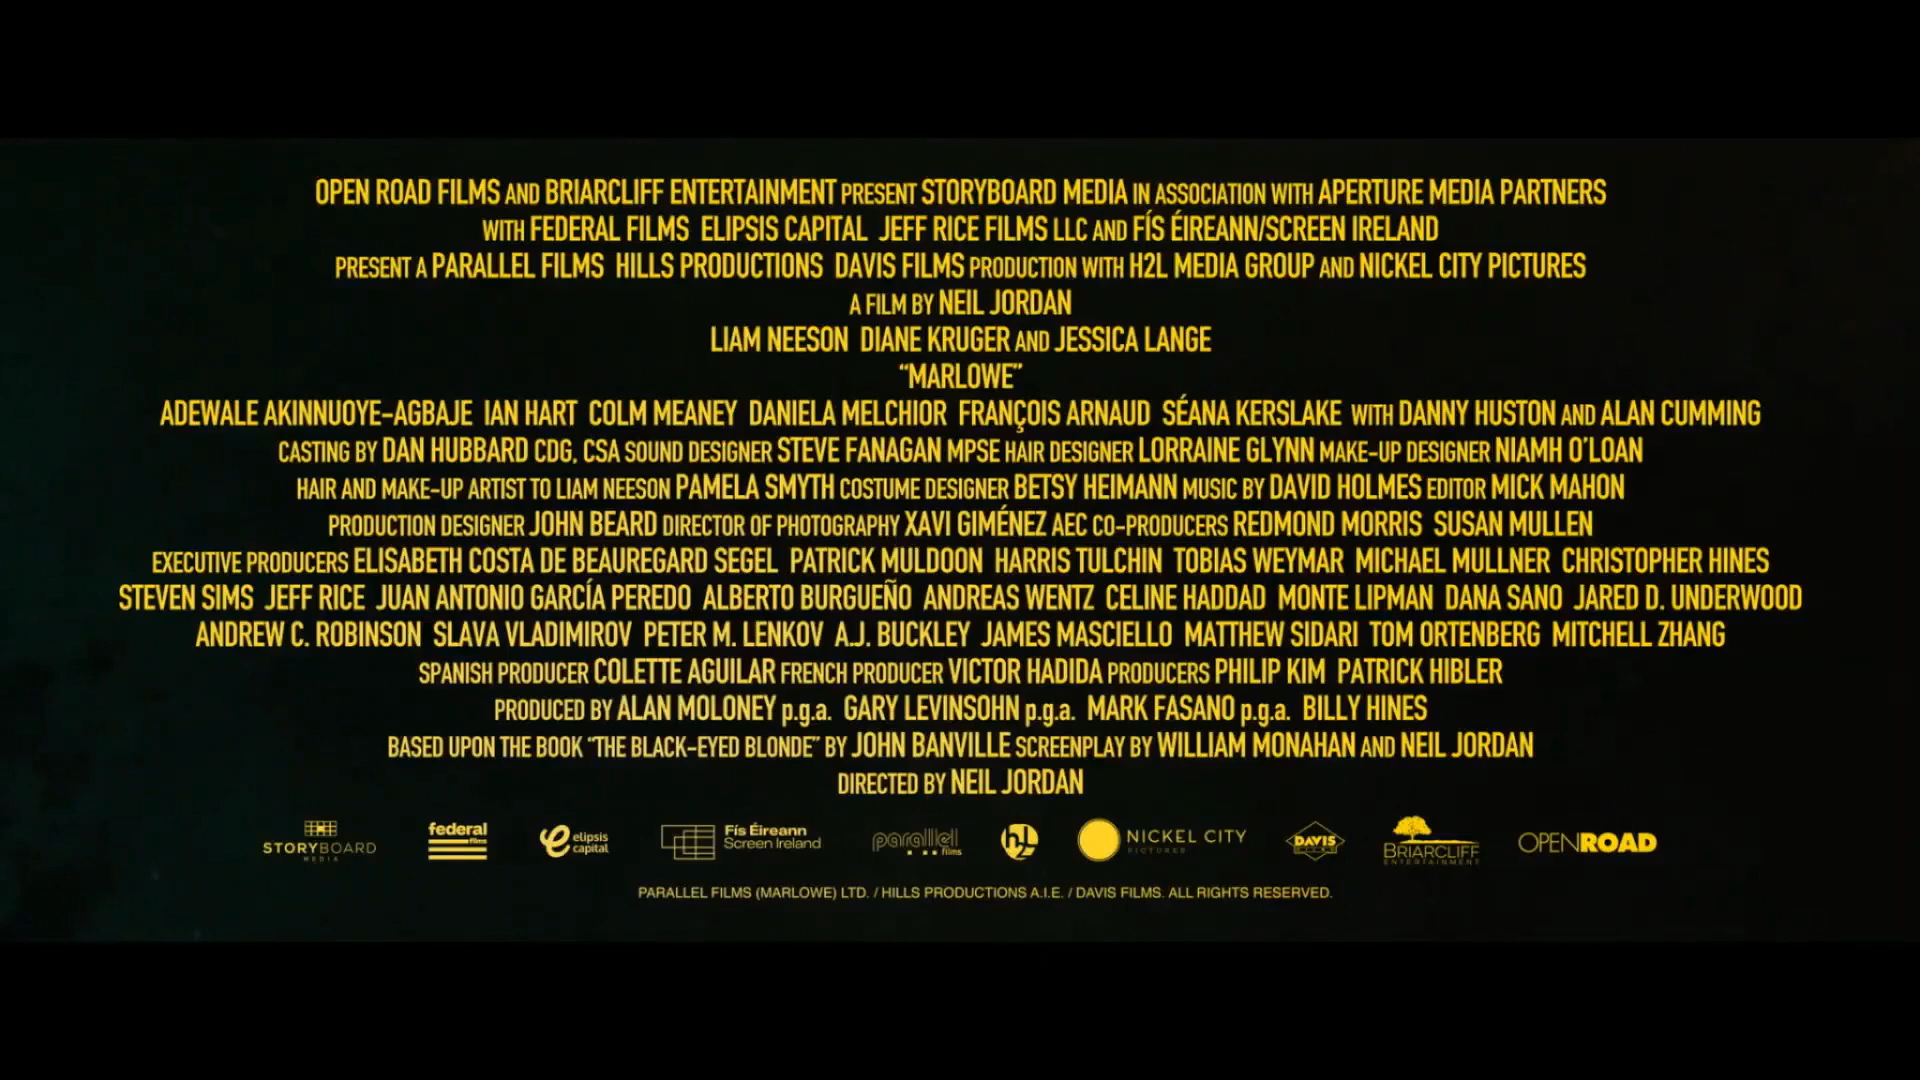 OPEN ROAD FILMS AND BRIARCLIFF ENTERTAINMENT PRESENT STORYBOARD MEDIA IN ASSOCIATION WITH APERTURE MEDIA PARTNERS
WITH FEDERAL FILMS ELIPSIS CAPITAL JEFF RICE FILMS LLC AND FÍS ÉIREANN/SCREEN IRELAND
PRESENT A PARALLEL FILMS HILLS PRODUCTIONS DAVIS FILMS PRODUCTION WITH H2L MEDIA GROUP AND NICKEL CITY PICTURES
A FILM BY NEIL JORDAN
LIAM NEESON DIANE KRUGER AND JESSICA LANGE
“MARLOWE”
ADEWALE AKINNUOYE-AGBAJE IAN HART COLM MEANEY DANIELA MELCHIOR FRANÇOIS ARNAUD SÉANA KERSLAKE WITH DANNY HUSTON AND ALAN CUMMING
CASTING BY DAN HUBBARD CDG, CSA SOUND DESIGNER STEVE FANAGAN MPSE HAIR DESIGNER LORRAINE GLYNN MAKE-UP DESIGNER NIAMH O’LOAN
HAIR AND MAKE-UP ARTIST TO LIAM NEESON PAMELA SMYTH COSTUME DESIGNER BETSY HEIMANN MUSIC BY DAVID HOLMES EDITOR MICK MAHON
PRODUCTION DESIGNER JOHN BEARD DIRECTOR OF PHOTOGRAPHY XAVI GIMÉNEZ AEC CO-PRODUCERS REDMOND MORRIS SUSAN MULLEN
EXECUTIVE PRODUCERS ELISABETH COSTA DE BEAUREGARD SEGEL PATRICK MULDOON HARRIS TULCHIN TOBIAS WEYMAR MICHAEL MULLNER CHRISTOPHER HINES
STEVEN SIMS JEFF RICE JUAN ANTONIO GARCÍA PEREDO ALBERTO BURGUEÑO ANDREAS WENTZ CELINE HADDAD MONTE LIPMAN DANA SANO JARED D. UNDERWOOD
ANDREW C. ROBINSON SLAVA VLADIMIROV PETER M. LENKOV A.J. BUCKLEY JAMES MASCIELLO MATTHEW SIDARI TOM ORTENBERG MITCHELL ZHANG
SPANISH PRODUCER COLETTE AGUILAR FRENCH PRODUCER VICTOR HADIDA PRODUCERS PHILIP KIM PATRICK HIBLER
PRODUCED BY ALAN MOLONEY p.g.a. GARY LEVINSOHN p.g.a. MARK FASANO p.g.a. BILLY HINES
BASED UPON THE BOOK “THE BLACK-EYED BLONDE” BY JOHN BANVILLE SCREENPLAY BY WILLIAM MONAHAN AND NEIL JORDAN
DIRECTED BY NEIL JORDAN
STORYBOARD MEDIA
federal films
elipsis capital
Fís Éireann
Screen Ireland
parallel films
h2L
NICKEL CITY PICTURES
DAVIS FILMS
BRIARCLIFF ENTERTAINMENT
OPEN ROAD
PARALLEL FILMS (MARLOWE) LTD. / HILLS PRODUCTIONS A.I.E. / DAVIS FILMS. ALL RIGHTS RESERVED.